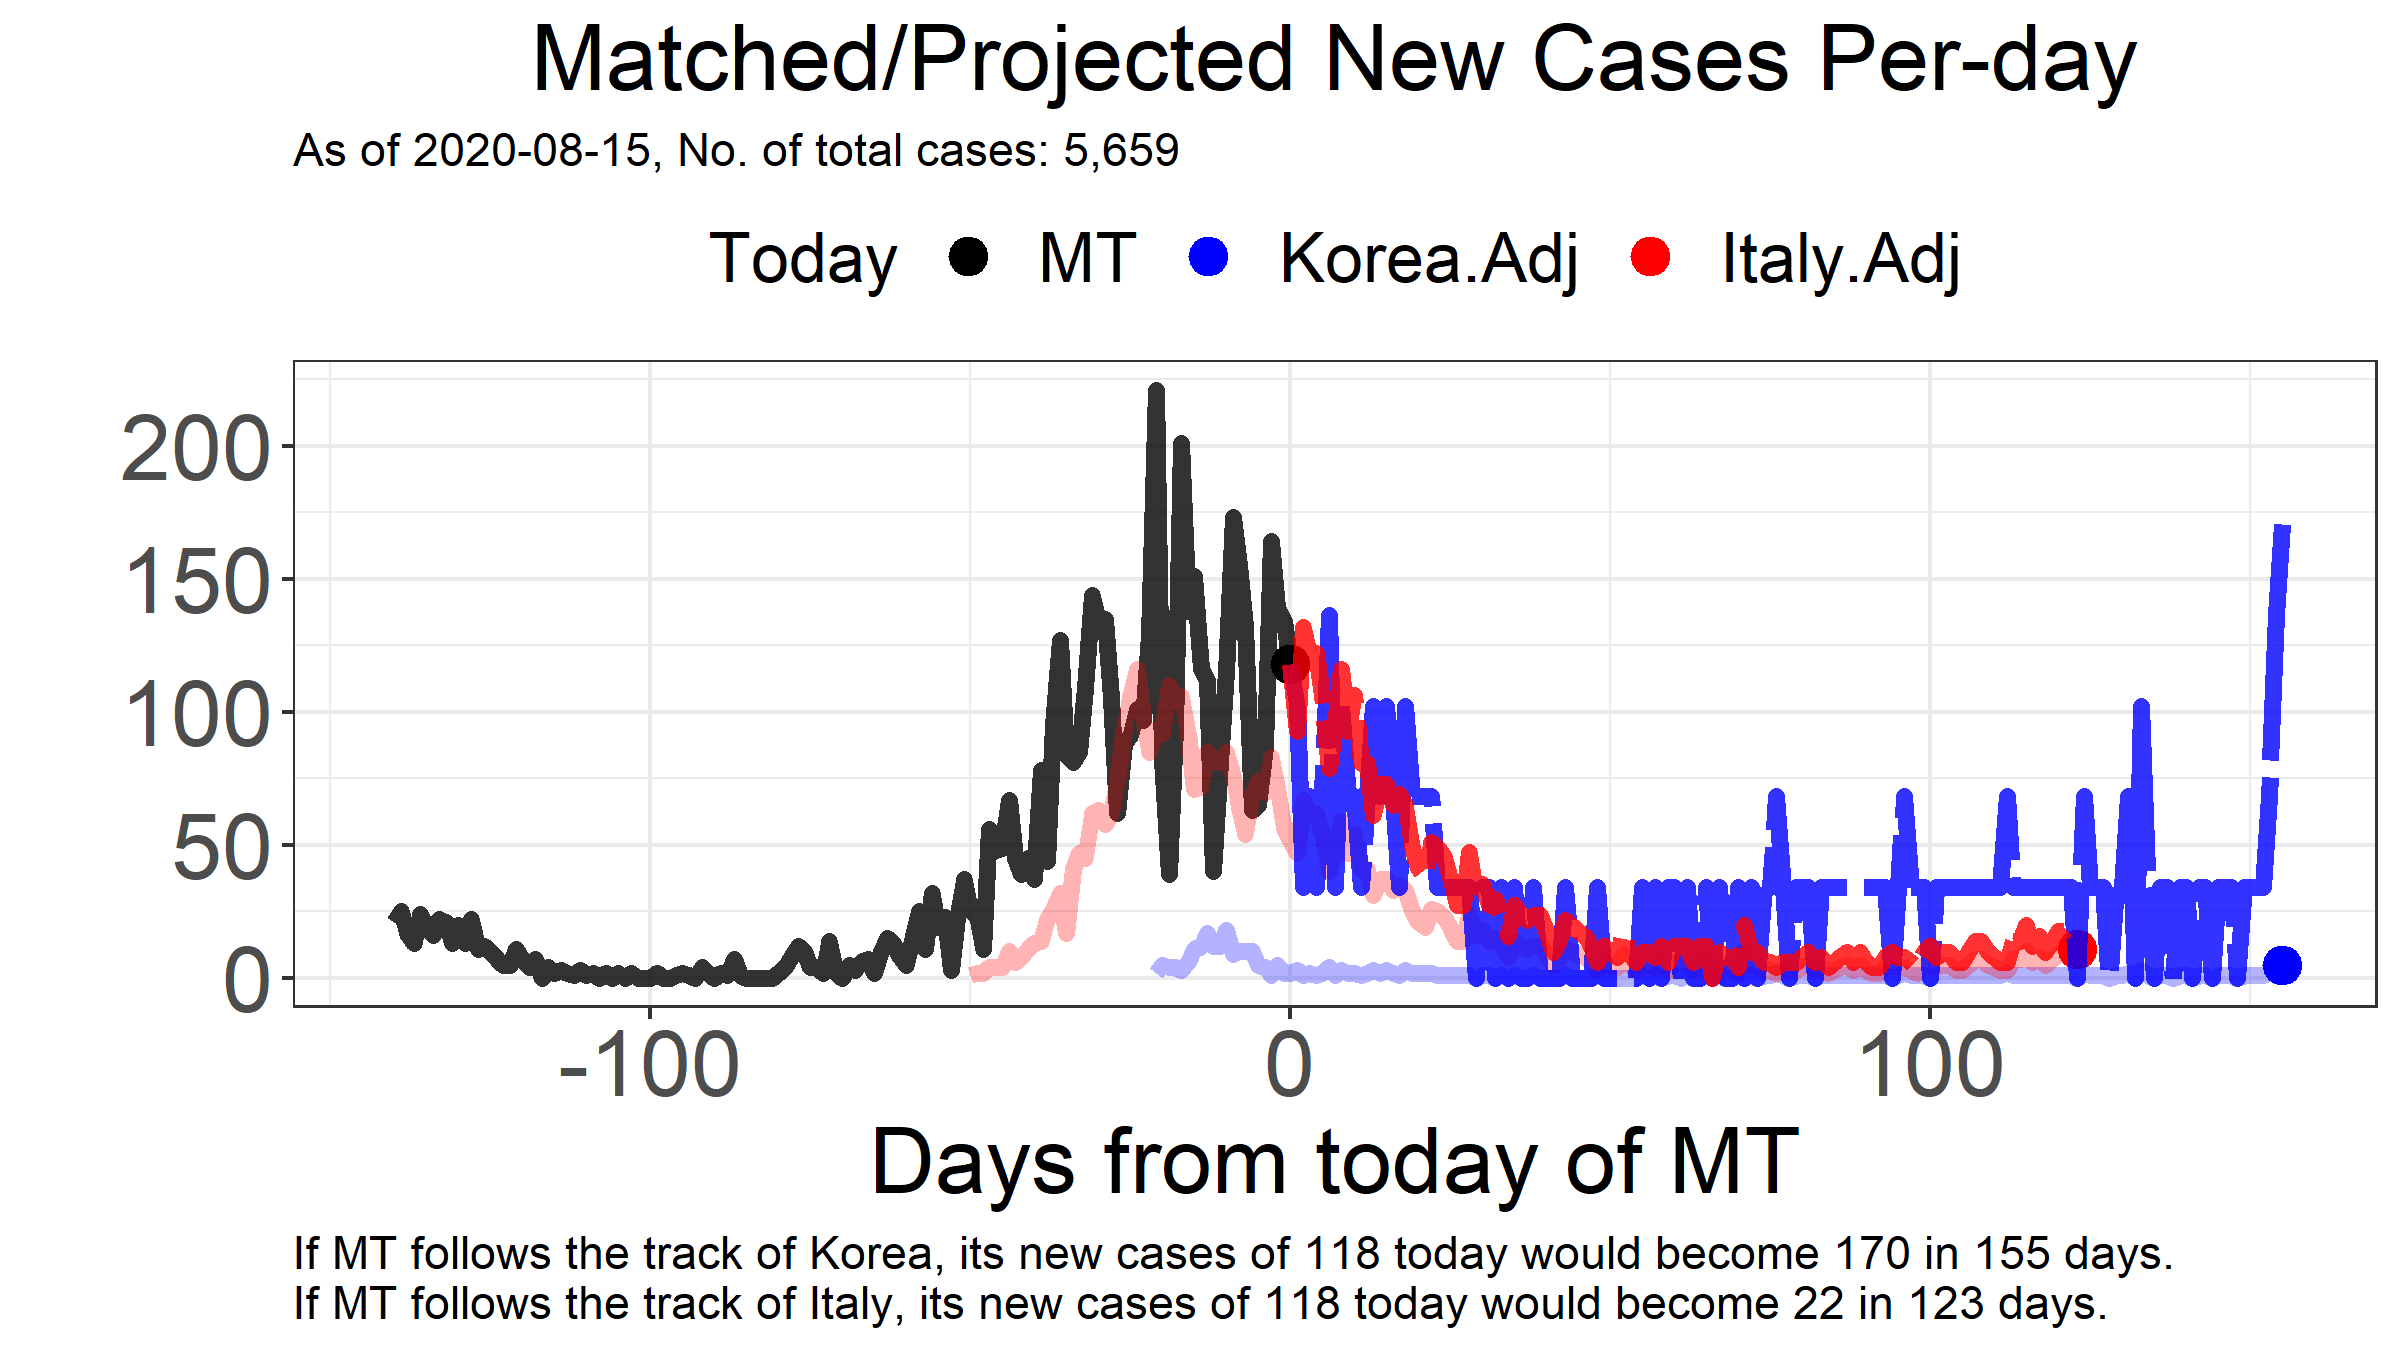 Matched/Projected New Cases Per-day
As of 2020-08-15, No. of total cases: 5,659
Today MT Korea.Adj Italy.Adj
200
150
100
50
0
-100 0 100
Days from today of MT
If MT follows the track of Korea, its new cases of 118 today would become 170 in 155 days.
If MT follows the track of Italy, its new cases of 118 today would become 22 in 123 days.